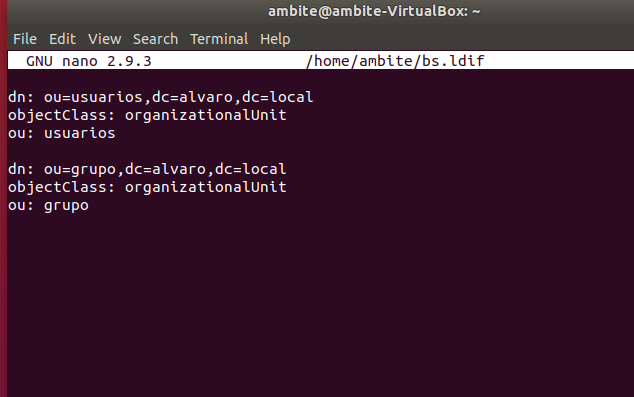 ambite@ambite-VirtualBox: ~
File Edit View Search Terminal Help
GNU nano 2.9.3 /home/ambite/bs.ldif
dn: ou=usuarios,dc=alvaro,dc=local
objectClass: organizationalUnit
ou: usuarios
dn: ou=grupo,dc=alvaro,dc=local
objectClass: organizationalUnit
ou: grupo